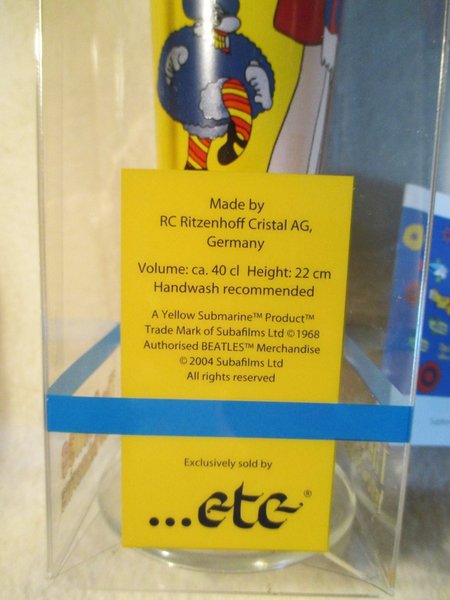 Made by
RC Ritzenhoff Cristal AG,
Germany
Volume: ca. 40 cl Height: 22 cm
Handwash recommended
A Yellow Submarine™ Product™
Trade Mark of Subafilms Ltd ©1968
Authorised BEATLES™ Merchandise
© 2004 Subafilms Ltd
All rights reserved
Exclusively sold by
...etc®